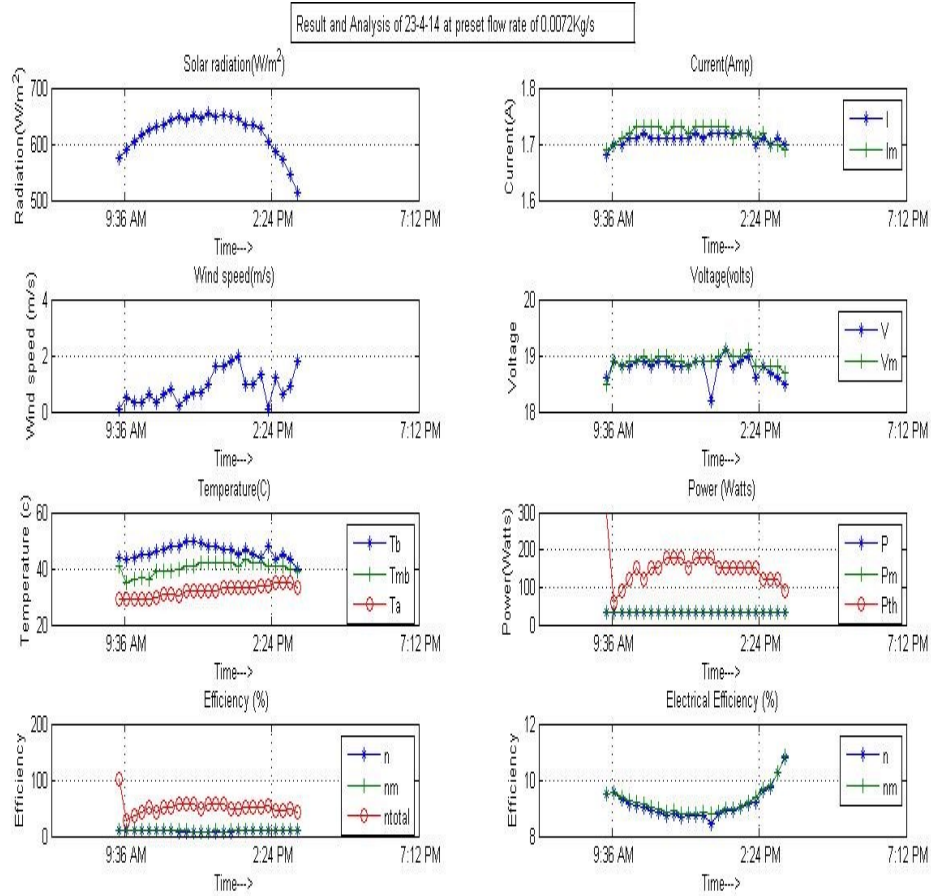 Result and Analysis of 23-4-14 at preset flow rate of 0.0072Kg/s
Solar radiation(W/m²)
Radiation(W/m²)
700
600
500
9:36 AM 2:24 PM 7:12 PM
Time--->
Current(Amp)
Current(A)
1.8
1.7
1.6
I
Im
9:36 AM 2:24 PM 7:12 PM
Time--->
Wind speed(m/s)
Wind speed (m/s)
4
2
0
9:36 AM 2:24 PM 7:12 PM
Time--->
Voltage(volts)
Voltage
20
19
18
V
Vm
9:36 AM 2:24 PM 7:12 PM
Time--->
Temperature(C)
Temperature (c)
60
40
20
Tb
Tmb
Ta
9:36 AM 2:24 PM 7:12 PM
Time--->
Power (Watts)
Power(Watts)
300
200
100
0
P
Pm
Pth
9:36 AM 2:24 PM 7:12 PM
Time--->
Efficiency (%)
Efficiency
200
100
0
n
nm
ntotal
9:36 AM 2:24 PM 7:12 PM
Time--->
Electrical Efficiency (%)
Efficiency
12
10
8
n
nm
9:36 AM 2:24 PM 7:12 PM
Time--->